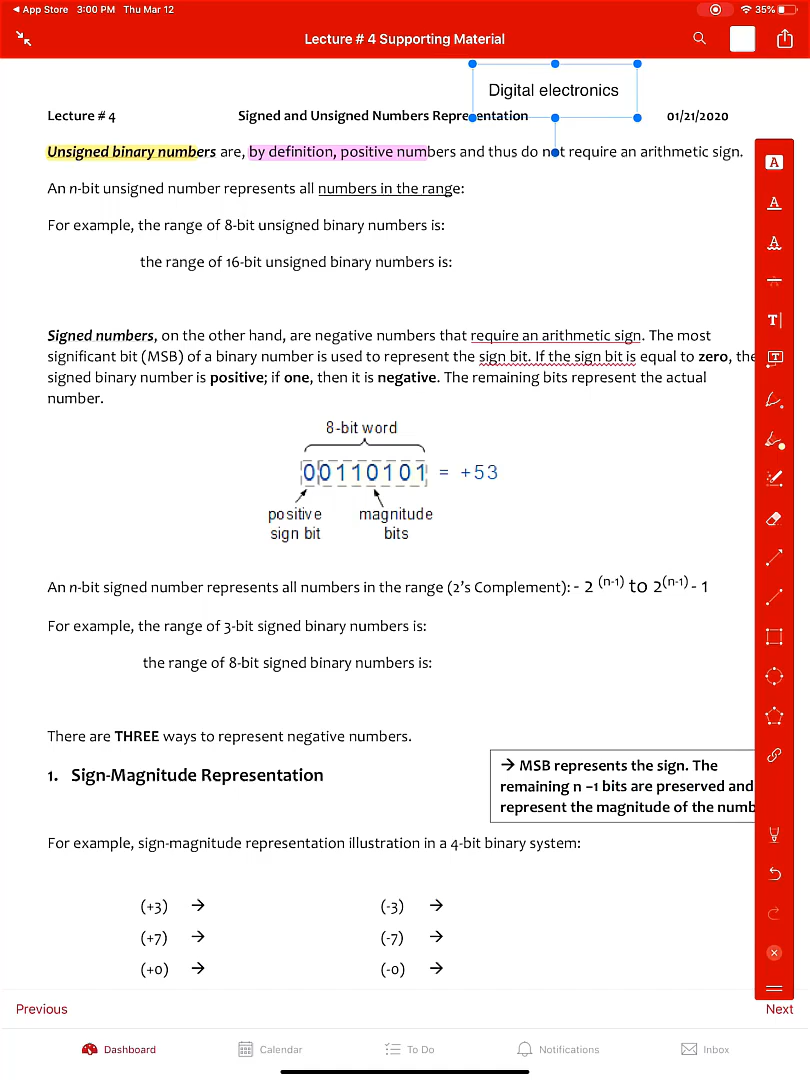 App Store 3:00 PM Thu Mar 12 35%
Lecture # 4 Supporting Material
Digital electronics
Lecture # 4 Signed and Unsigned Numbers Representation 01/21/2020
Unsigned binary numbers are, by definition, positive numbers and thus do not require an arithmetic sign.
An n-bit unsigned number represents all numbers in the range:
For example, the range of 8-bit unsigned binary numbers is:
the range of 16-bit unsigned binary numbers is:
Signed numbers, on the other hand, are negative numbers that require an arithmetic sign. The most
significant bit (MSB) of a binary number is used to represent the sign bit. If the sign bit is equal to zero, the
signed binary number is positive; if one, then it is negative. The remaining bits represent the actual
number.
8-bit word
00110101 = +53
positive magnitude
sign bit bits
An n-bit signed number represents all numbers in the range (2's Complement): - 2 (n-1) to 2(n-1) - 1
For example, the range of 3-bit signed binary numbers is:
the range of 8-bit signed binary numbers is:
There are THREE ways to represent negative numbers.
1. Sign-Magnitude Representation
→ MSB represents the sign. The
remaining n –1 bits are preserved and
represent the magnitude of the numb
For example, sign-magnitude representation illustration in a 4-bit binary system:
(+3) → (-3) →
(+7) → (-7) →
(+0) → (-0) →
Previous Next
Dashboard Calendar To Do Notifications Inbox